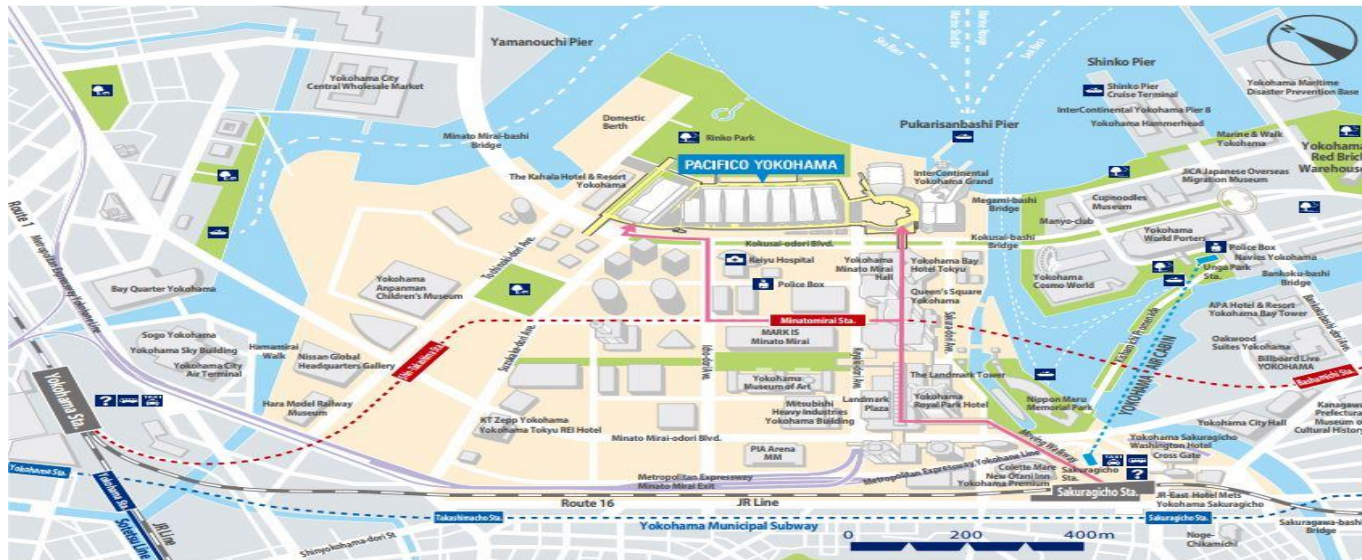 Yamanouchi Pier
Yokohama City
Central Wholesale Market
Minato Mirai-bashi
Bridge
Domestic
Berth
Rinko Park
PACIFICO YOKOHAMA
The Kahala Hotel & Resort
Yokohama
Pukarisanbashi Pier
InterContinental
Yokohama Grand
Shinko Pier
Shinko Pier
Cruise Terminal
InterContinental Yokohama Pier 8
Yokohama Hammerhead
Yokohama Maritime
Disaster Prevention Base
Marine & Walk
Yokohama
Yokohama
Red Brick
Warehouse
JICA Japanese Overseas
Migration Museum
Cupnoodles
Museum
Manyo-club
Megami-bashi
Bridge
Kokusai-bashi
Bridge
Yokohama
World Porters
Police Box
Navios Yokohama
Unga Park
Sta.
Bankoku-bashi
Bridge
Yokohama
Cosmo World
Kokusai-odori Blvd.
Keiyu Hospital
Police Box
Yokohama
Minato Mirai
Hall
Yokohama Bay
Hotel Tokyu
Queen's Square
Yokohama
Minatomirai Sta.
MARK IS
Minato Mirai
Route 1
Bay Quarter Yokohama
Yokohama
Anpanman
Children's Museum
Sogo Yokohama
Yokohama Sky Building
Yokohama City
Air Terminal
Hamamirai
Walk
Nissan Global
Headquarters Gallery
Hara Model Railway
Museum
Yokohama Sta.
KT Zepp Yokohama
Yokohama Tokyu REI Hotel
Yokohama
Museum of Art
Mitsubishi
Heavy Industries
Yokohama Building
Landmark
Plaza
The Landmark Tower
Yokohama
Royal Park Hotel
Nippon Maru
Memorial Park
YOKOHAMA AIR CABIN
APA Hotel & Resort
Yokohama Bay Tower
Oakwood
Suites Yokohama
Billboard Live
YOKOHAMA
Bashamichi Sta.
Kanagawa
Prefectural
Museum of
Cultural History
Yokohama City Hall
Minato Mirai-odori Blvd.
PIA Arena
MM
Metropolitan Expressway
Minato Mirai Exit
Metropolitan Expressway Yokohane Line
Moving Walkway
Colette Mare
New Otani Inn
Yokohama Premium
Sakuragicho
Sta.
TAXI
TAXI
Yokohama Sakuragicho
Washington Hotel
Cross Gate
Sakuragicho Sta.
JR-East Hotel Mets
Yokohama Sakuragicho
Route 16
JR Line
Yokohama Sta.
Yokohama Sta.
Sotetsu Line
JR Line
Takashimacho Sta.
Yokohama Municipal Subway
Sakuragicho Sta.
Sakuragawa-bashi
Bridge
Noge-
Chikamichi
Shinyokohama-dori St
0 200 400m